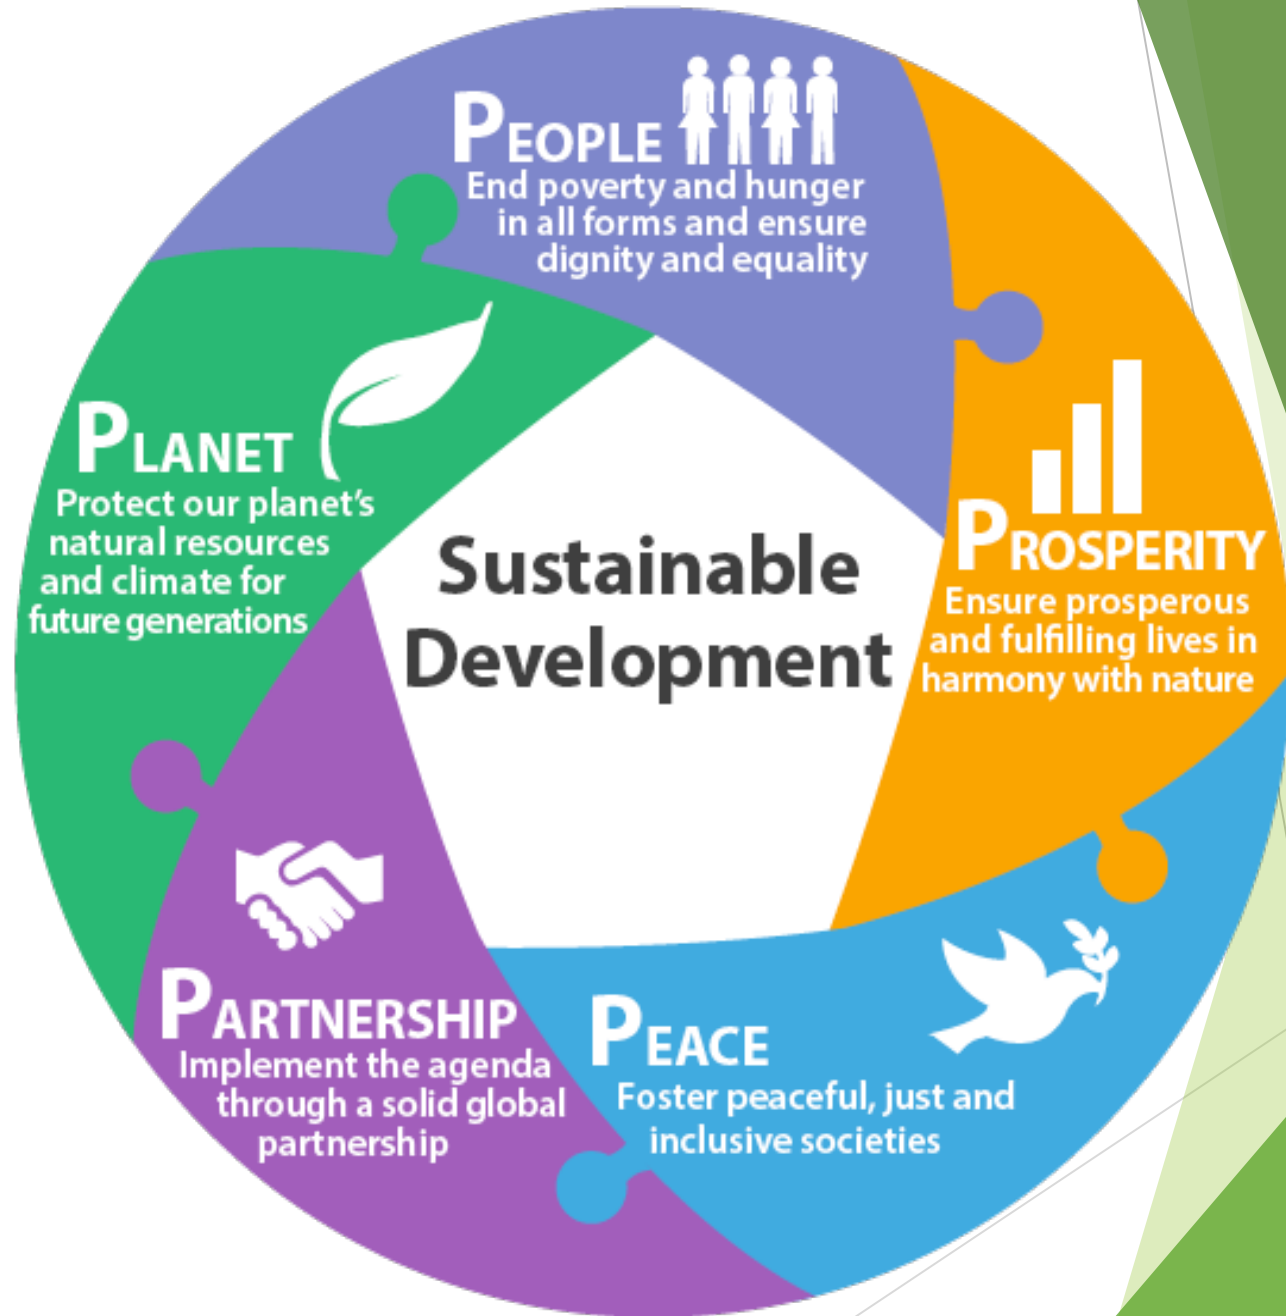 PEOPLE
End poverty and hunger
in all forms and ensure
dignity and equality
PROSPERITY
Ensure prosperous
and fulfilling lives in
harmony with nature
PEACE
Foster peaceful, just and
inclusive societies
PARTNERSHIP
Implement the agenda
through a solid global
partnership
PLANET
Protect our planet’s
natural resources
and climate for
future generations
Sustainable
Development